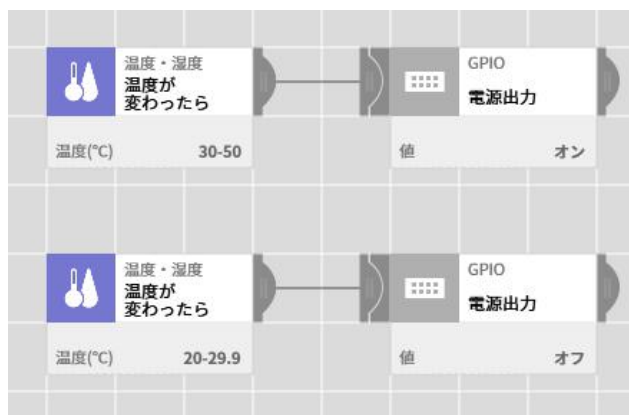 温度・湿度
温度が
変わったら
温度(℃) 30-50
GPIO
電源出力
値 オン
温度・湿度
温度が
変わったら
温度(℃) 20-29.9
GPIO
電源出力
値 オフ